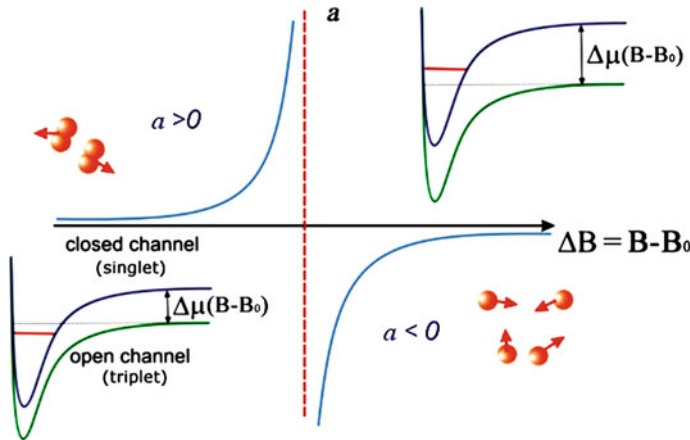 a
Δμ(B-B₀)
a >0
closed channel
(singlet)
ΔB = B-B₀
Δμ(B-B₀)
open channel
(triplet)
a < 0